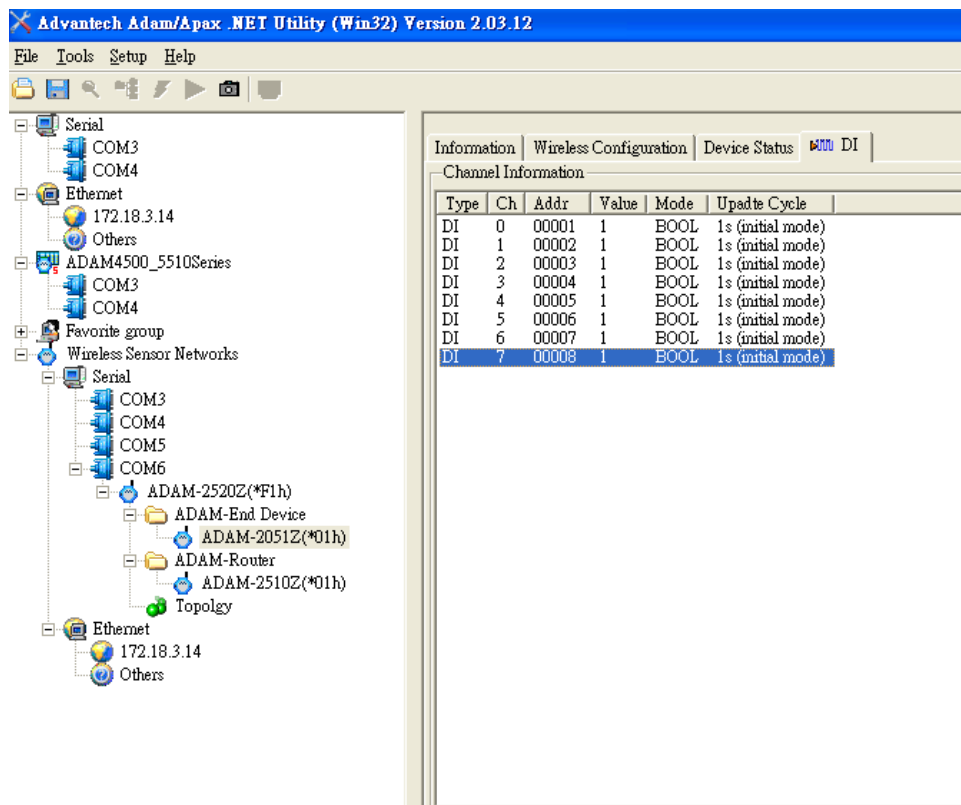 Advantech Adam/Apax .NET Utility (Win32) Version 2.03.12
File Tools Setup Help
Serial
COM3
COM4
Ethernet
172.18.3.14
Others
ADAM4500_5510Series
COM3
COM4
Favorite group
Wireless Sensor Networks
Serial
COM3
COM4
COM5
COM6
ADAM-2520Z(*F1h)
ADAM-End Device
ADAM-2051Z(*01h)
ADAM-Router
ADAM-2510Z(*01h)
Topolgy
Ethernet
172.18.3.14
Others
Information Wireless Configuration Device Status DI
Channel Information
Type Ch Addr Value Mode Upadte Cycle
DI 0 00001 1 BOOL 1s (initial mode)
DI 1 00002 1 BOOL 1s (initial mode)
DI 2 00003 1 BOOL 1s (initial mode)
DI 3 00004 1 BOOL 1s (initial mode)
DI 4 00005 1 BOOL 1s (initial mode)
DI 5 00006 1 BOOL 1s (initial mode)
DI 6 00007 1 BOOL 1s (initial mode)
DI 7 00008 1 BOOL 1s (initial mode)